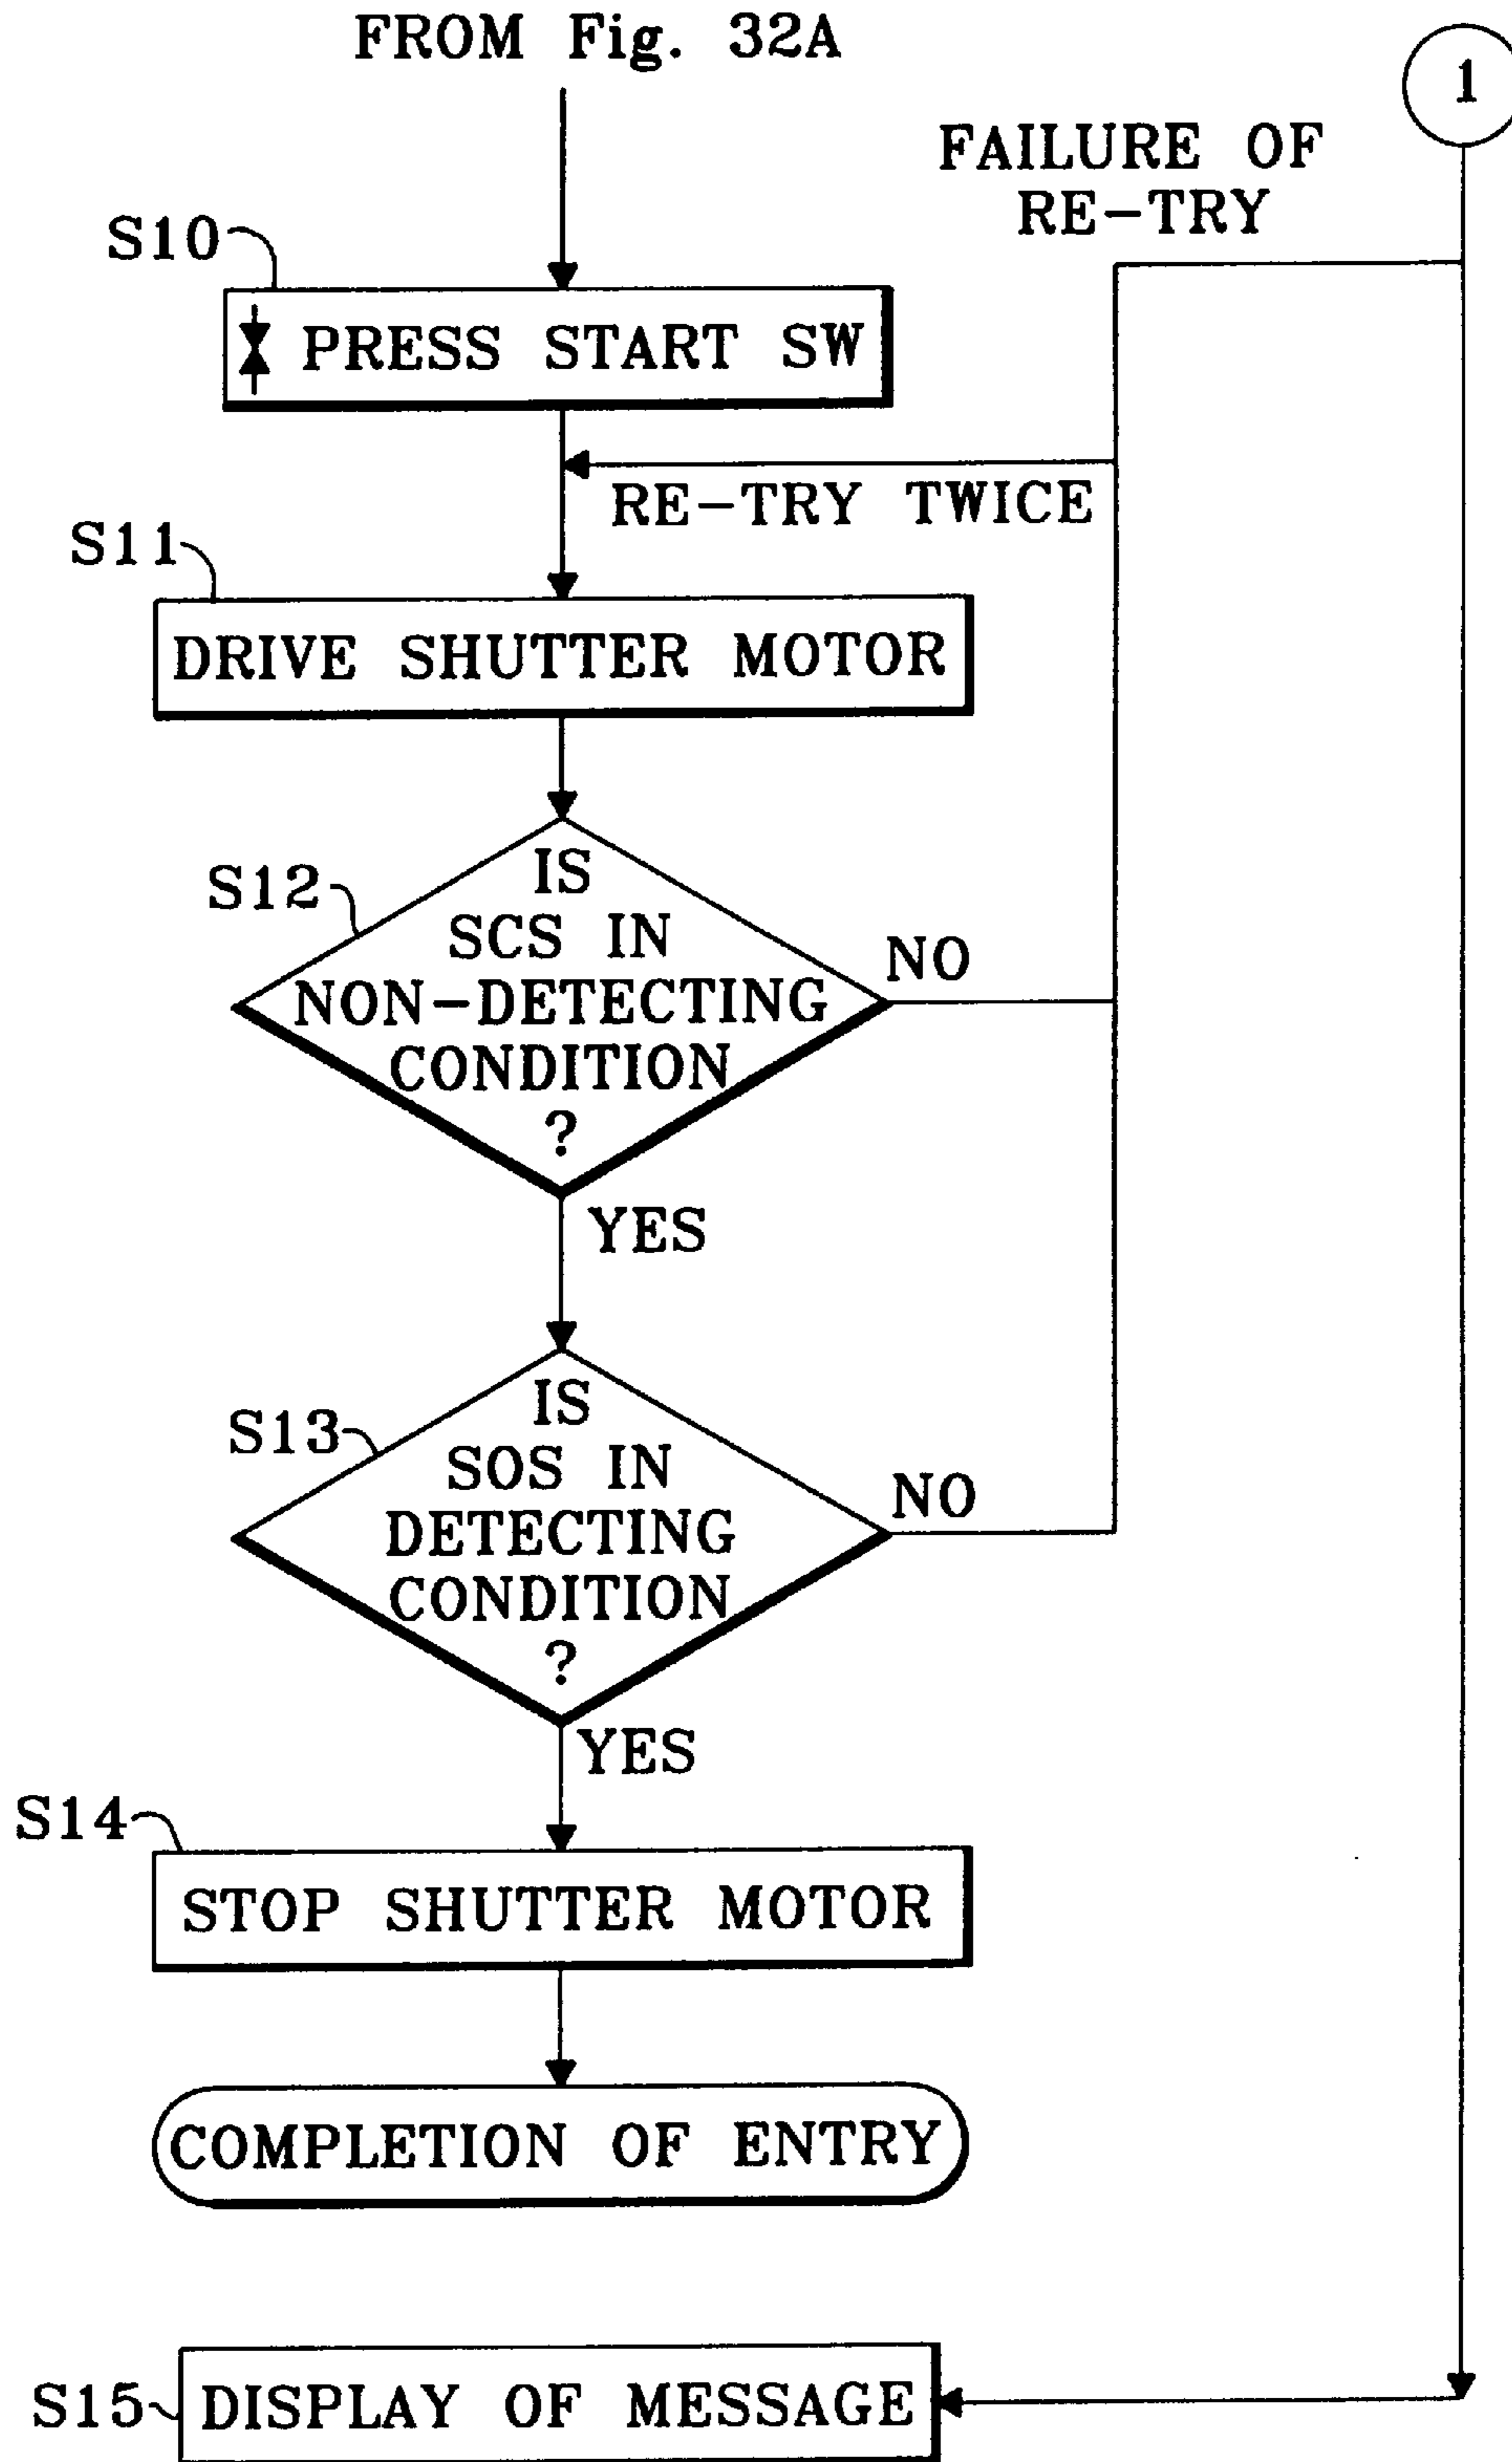 FROM Fig. 32A
1
FAILURE OF
RE-TRY
S10
PRESS START SW
RE-TRY TWICE
S11
DRIVE SHUTTER MOTOR
S12
IS
SCS IN
NON-DETECTING
CONDITION
?
NO
YES
S13
IS
SOS IN
DETECTING
CONDITION
?
NO
YES
S14
STOP SHUTTER MOTOR
COMPLETION OF ENTRY
S15
DISPLAY OF MESSAGE